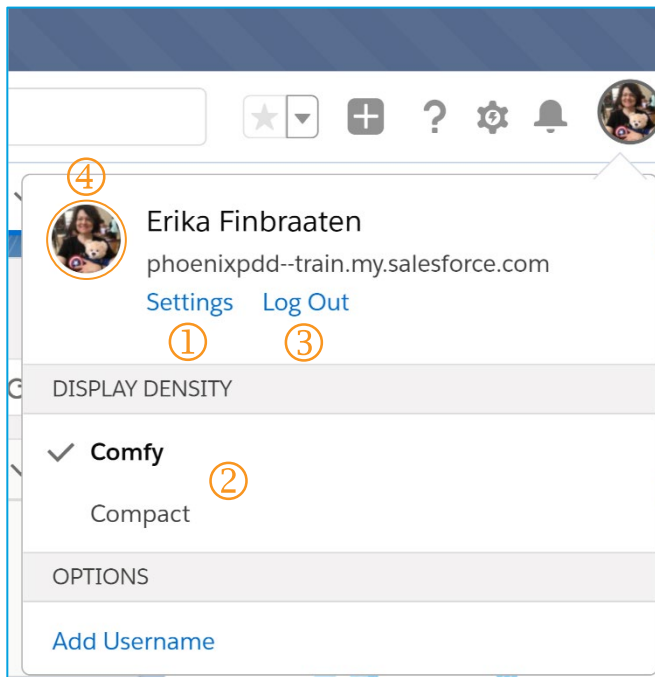 ④
Erika Finbraaten
phoenixpdd--train.my.salesforce.com
Settings Log Out
① ③
DISPLAY DENSITY
Comfy
②
Compact
OPTIONS
Add Username